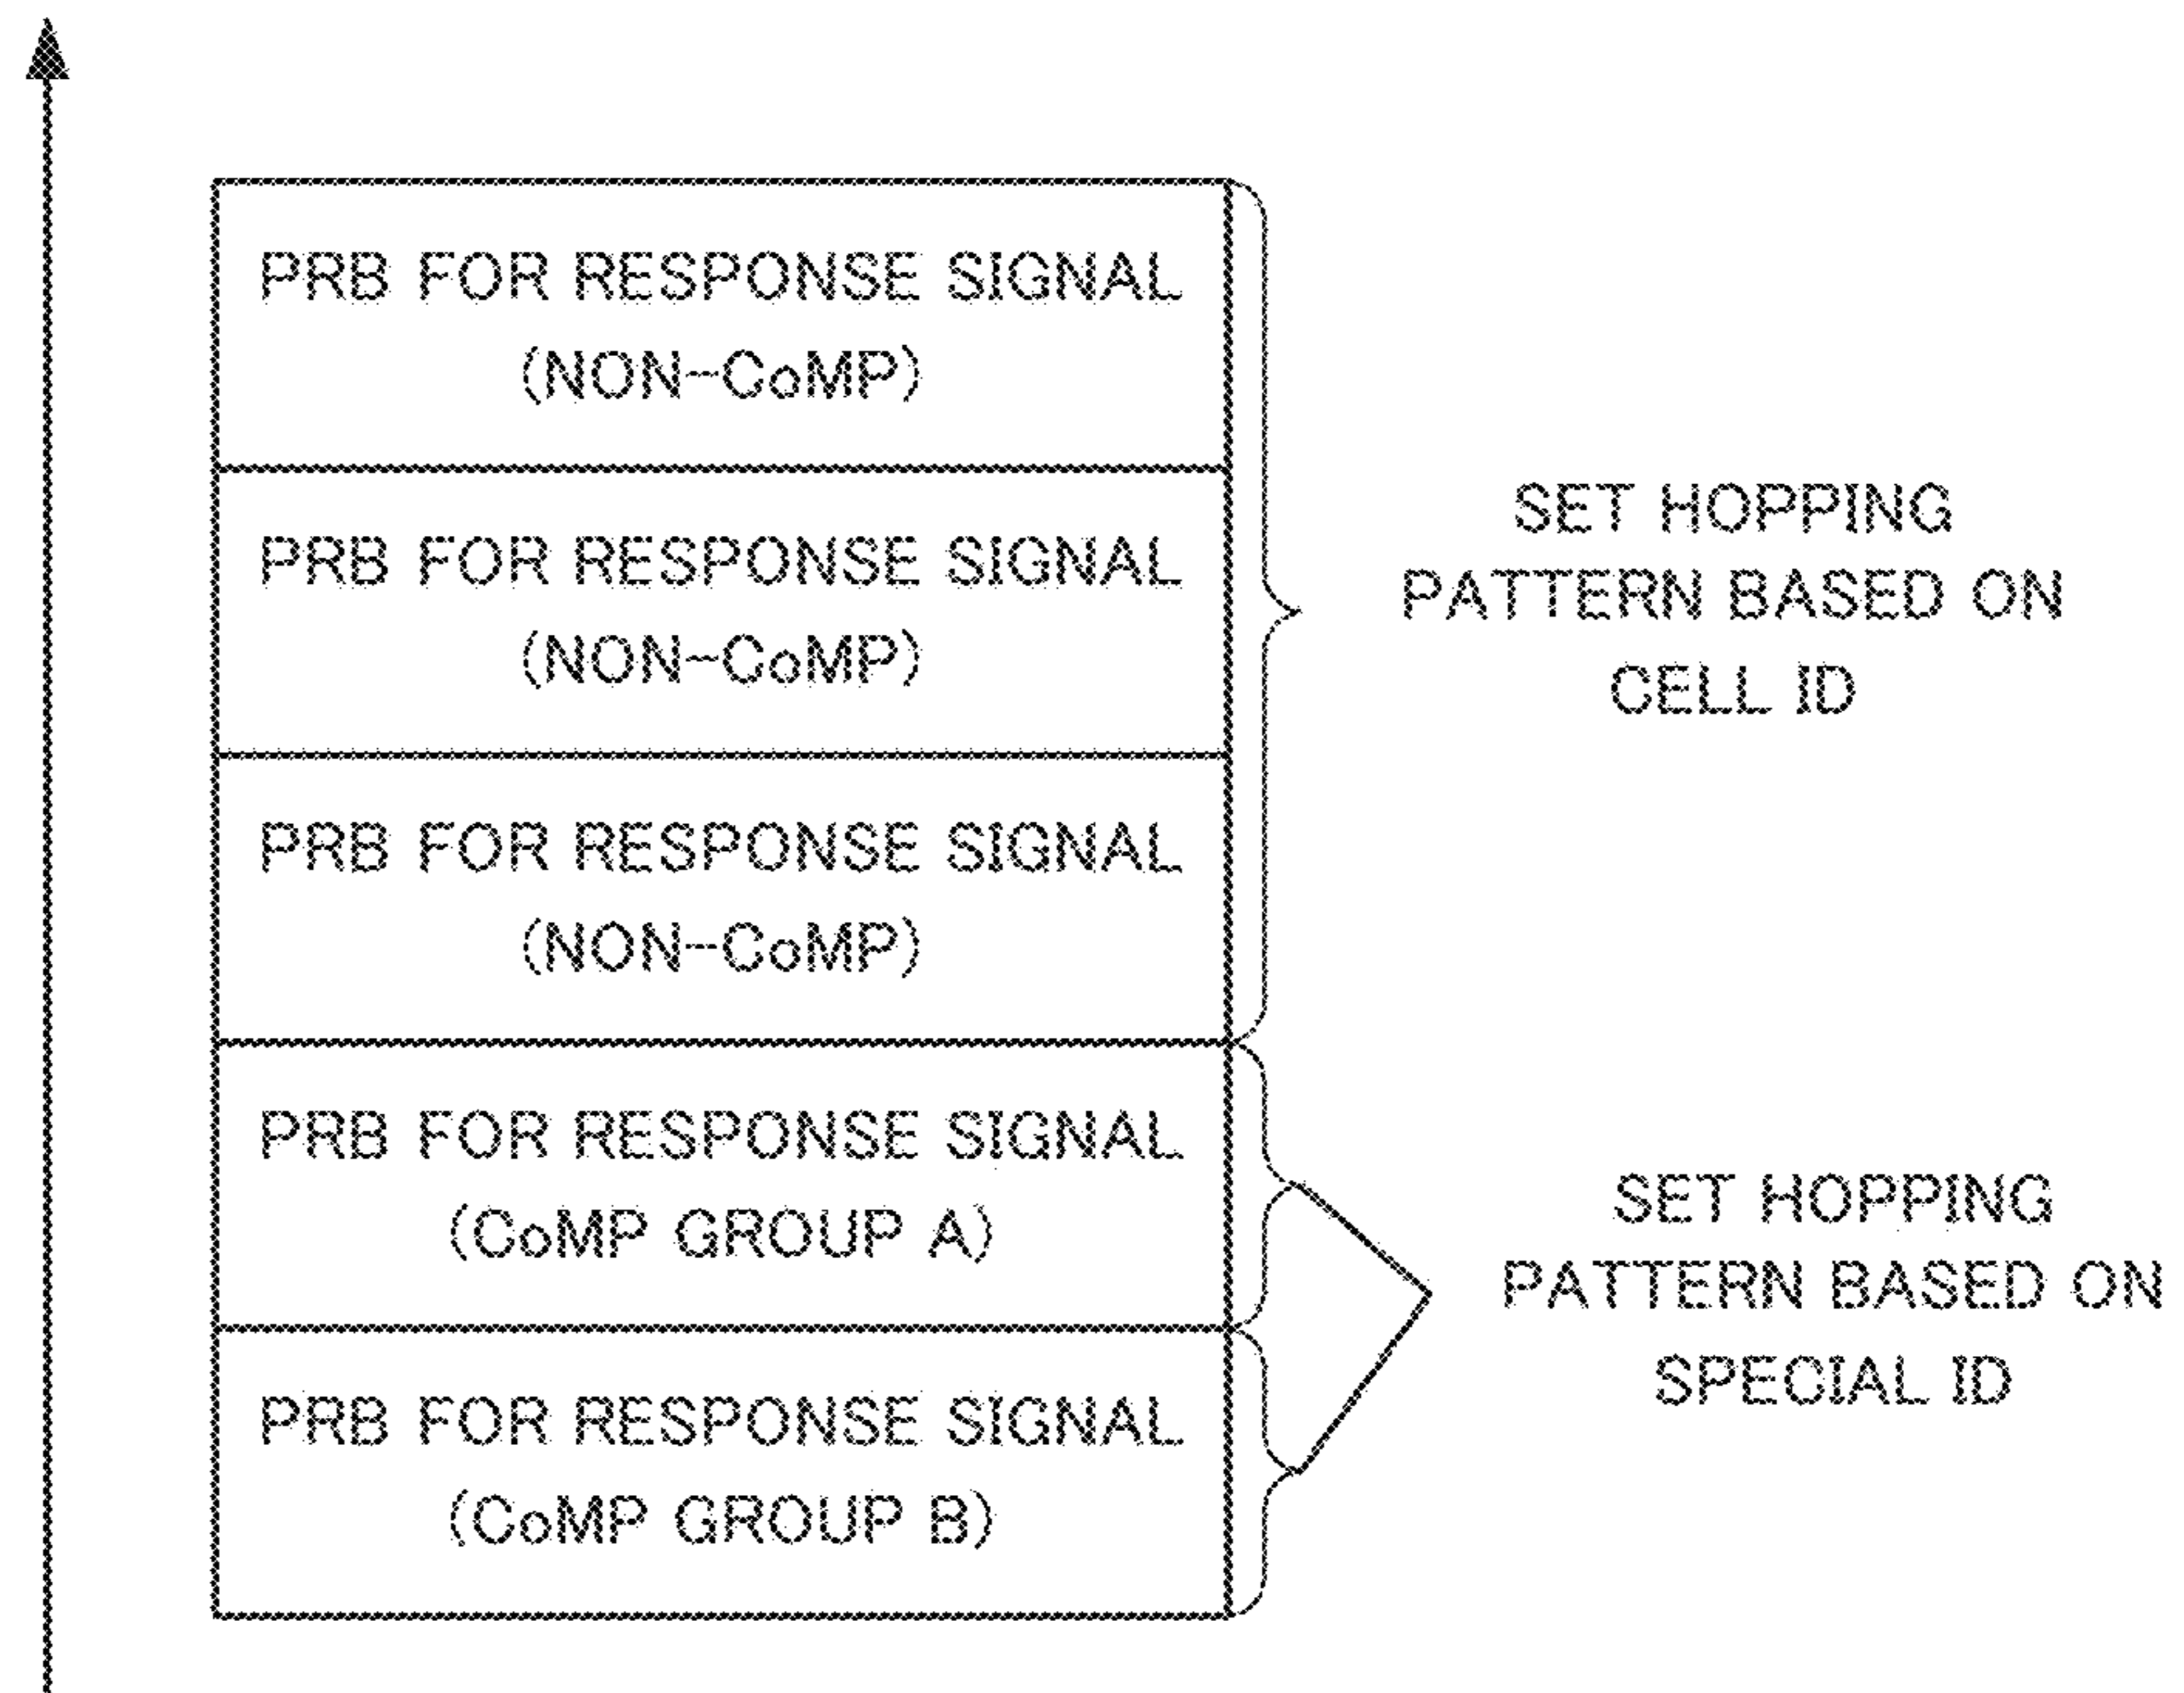 PRB FOR RESPONSE SIGNAL
(NON-CoMP)
PRB FOR RESPONSE SIGNAL
(NON-CoMP)
PRB FOR RESPONSE SIGNAL
(NON-CoMP)
SET HOPPING
PATTERN BASED ON
CELL ID
PRB FOR RESPONSE SIGNAL
(CoMP GROUP A)
PRB FOR RESPONSE SIGNAL
(CoMP GROUP B)
SET HOPPING
PATTERN BASED ON
SPECIAL ID